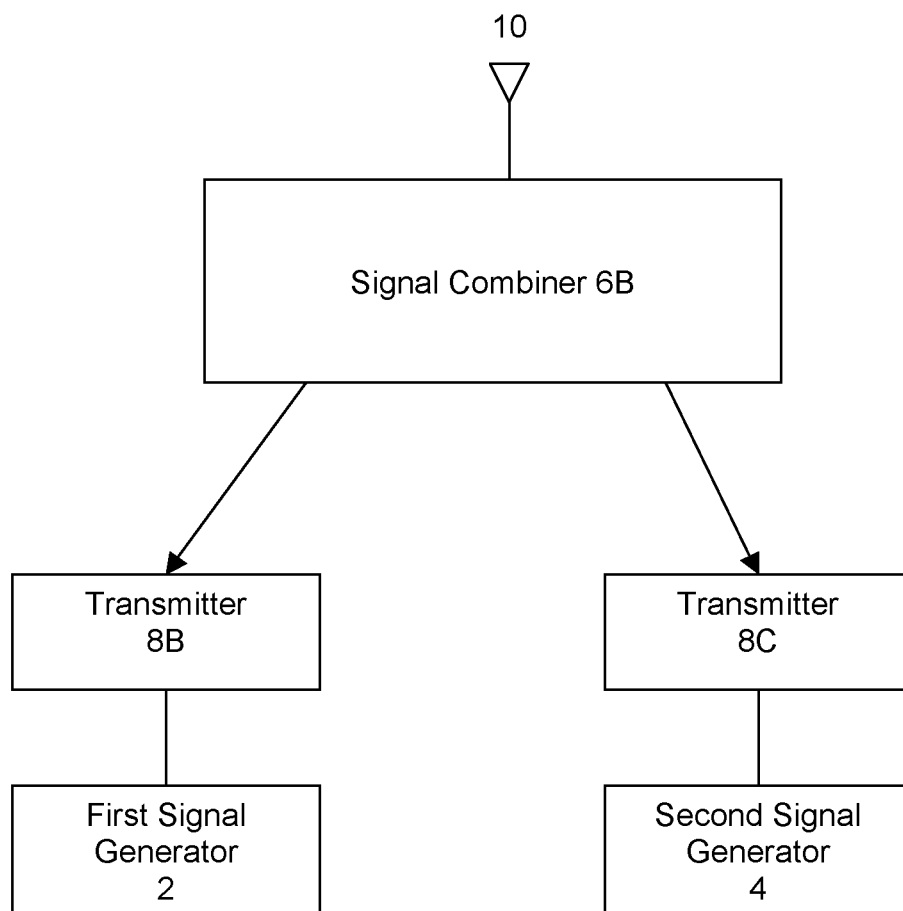 10
Signal Combiner 6B
Transmitter
8B
Transmitter
8C
First Signal
Generator
2
Second Signal
Generator
4